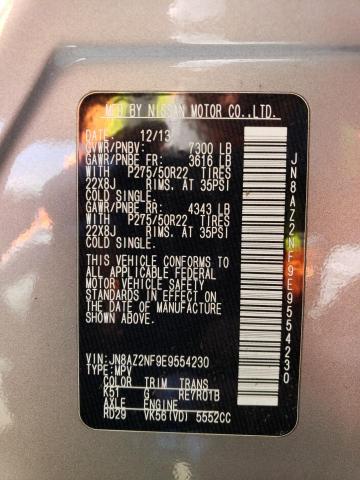 MFD BY NISSAN MOTOR CO.,LTD.
DATE: 12/13
GVWR/PNBV: 7300 LB
GAWR/PNBE FR: 3616 LB
WITH P275/50R22 TIRES
22X8J RIMS, AT 35PSI
COLD SINGLE.
GAWR/PNBE RR: 4343 LB
WITH P275/50R22 TIRES
22X8J RIMS, AT 35PSI
COLD SINGLE.
THIS VEHICLE CONFORMS TO
ALL APPLICABLE FEDERAL
MOTOR VEHICLE SAFETY
STANDARDS IN EFFECT ON
THE DATE OF MANUFACTURE
SHOWN ABOVE.
VIN:JN8AZ2NF9E9554230
TYPE:MPV
COLOR TRIM TRANS
K51 G RE7R01B
AXLE ENGINE
RD29 VK56(VD) 5552CC
JN8AZ2NF9E9554230